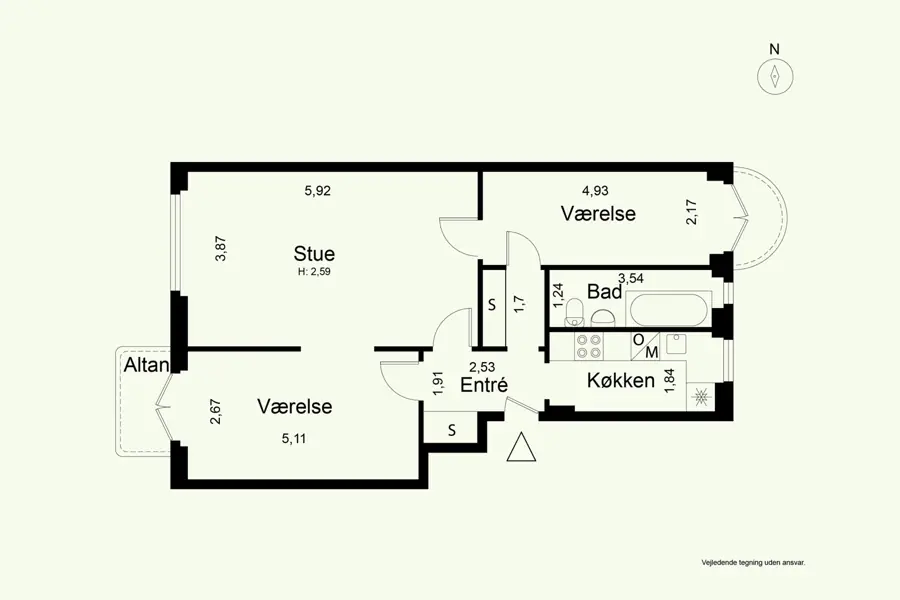 N
5,92
4,93
Værelse
2,17
3,87
Stue
H: 2,59
3,54
Bad
1,24
S
1,7
O
M
Altan
2,53
Entré
1,91
Køkken
1,84
Værelse
2,67
5,11
S
Vejledende tegning uden ansvar.